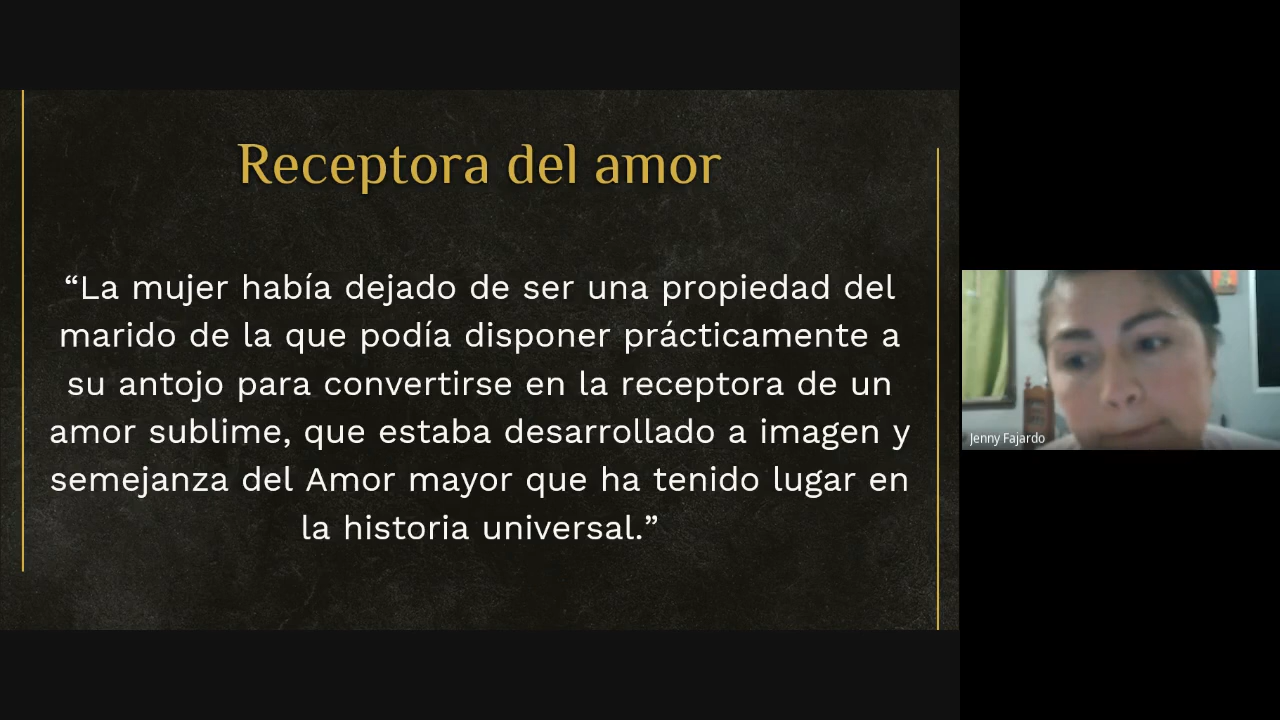 Receptora del amor
“La mujer había dejado de ser una propiedad del
marido de la que podía disponer prácticamente a
su antojo para convertirse en la receptora de un
amor sublime, que estaba desarrollado a imagen y
semejanza del Amor mayor que ha tenido lugar en
la historia universal.”
Jenny Fajardo